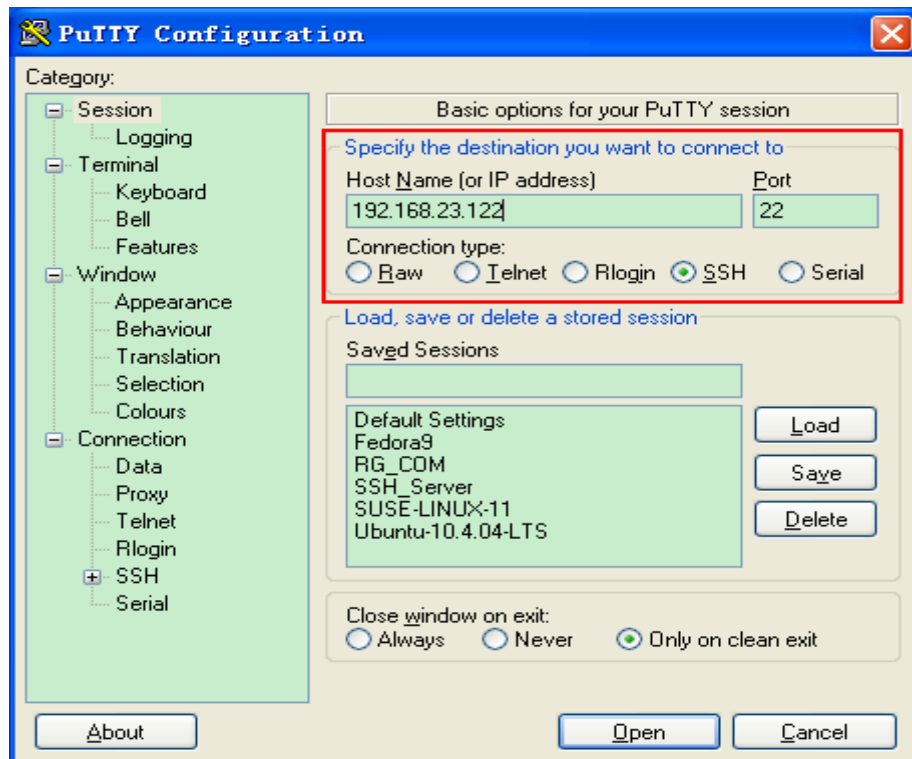 PuTTY Configuration
Category:
Session
Logging
Terminal
Keyboard
Bell
Features
Window
Appearance
Behaviour
Translation
Selection
Colours
Connection
Data
Proxy
Telnet
Rlogin
SSH
Serial
Basic options for your PuTTY session
Specify the destination you want to connect to
Host Name (or IP address) Port
192.168.23.122 22
Connection type:
Raw Telnet Rlogin SSH Serial
Load, save or delete a stored session
Saved Sessions
Default Settings
Fedora9
RG_COM
SSH_Server
SUSE-LINUX-11
Ubuntu-10.4.04-LTS
Load
Save
Delete
Close window on exit:
Always Never Only on clean exit
About Open Cancel